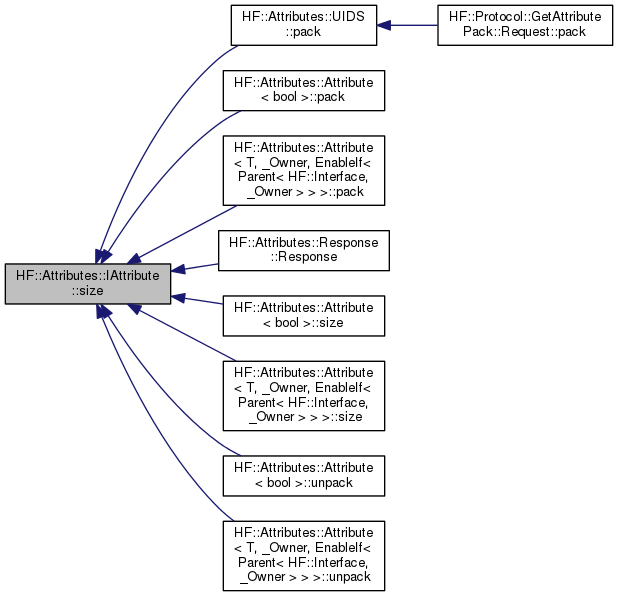 HF::Attributes::UIDS
::pack
HF::Protocol::GetAttribute
Pack::Request::pack
HF::Attributes::Attribute
< bool >::pack
HF::Attributes::Attribute
< T, _Owner, EnableIf<
Parent< HF::Interface,
_Owner > > >::pack
HF::Attributes::Response
::Response
HF::Attributes::IAttribute
::size
HF::Attributes::Attribute
< bool >::size
HF::Attributes::Attribute
< T, _Owner, EnableIf<
Parent< HF::Interface,
_Owner > > >::size
HF::Attributes::Attribute
< bool >::unpack
HF::Attributes::Attribute
< T, _Owner, EnableIf<
Parent< HF::Interface,
_Owner > > >::unpack